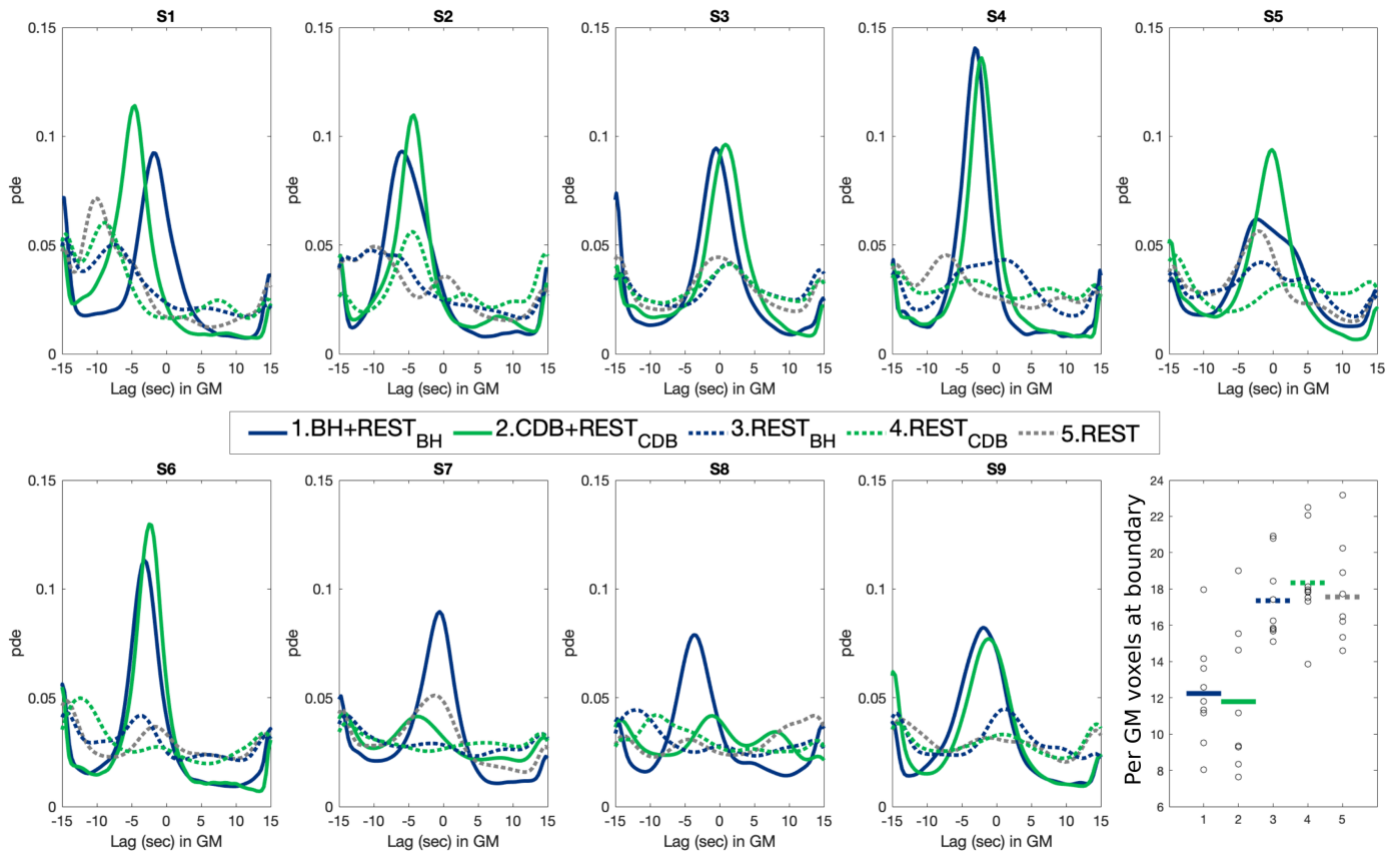 S1
S2
S3
S4
S5
0.15
0.1
0.05
0
pde
-15 -10 -5 0 5 10 15
Lag (sec) in GM
0.15
0.1
0.05
0
pde
-15 -10 -5 0 5 10 15
Lag (sec) in GM
0.15
0.1
0.05
0
pde
-15 -10 -5 0 5 10 15
Lag (sec) in GM
0.15
0.1
0.05
0
pde
-15 -10 -5 0 5 10 15
Lag (sec) in GM
0.15
0.1
0.05
0
pde
-15 -10 -5 0 5 10 15
Lag (sec) in GM
1.BH+REST_BH 2.CDB+REST_CDB 3.REST_BH 4.REST_CDB 5.REST
S6
S7
S8
S9
0.15
0.1
0.05
0
pde
-15 -10 -5 0 5 10 15
Lag (sec) in GM
0.15
0.1
0.05
0
pde
-15 -10 -5 0 5 10 15
Lag (sec) in GM
0.15
0.1
0.05
0
pde
-15 -10 -5 0 5 10 15
Lag (sec) in GM
0.15
0.1
0.05
0
pde
-15 -10 -5 0 5 10 15
Lag (sec) in GM
Per GM voxels at boundary
24
22
20
18
16
14
12
10
8
6
1 2 3 4 5